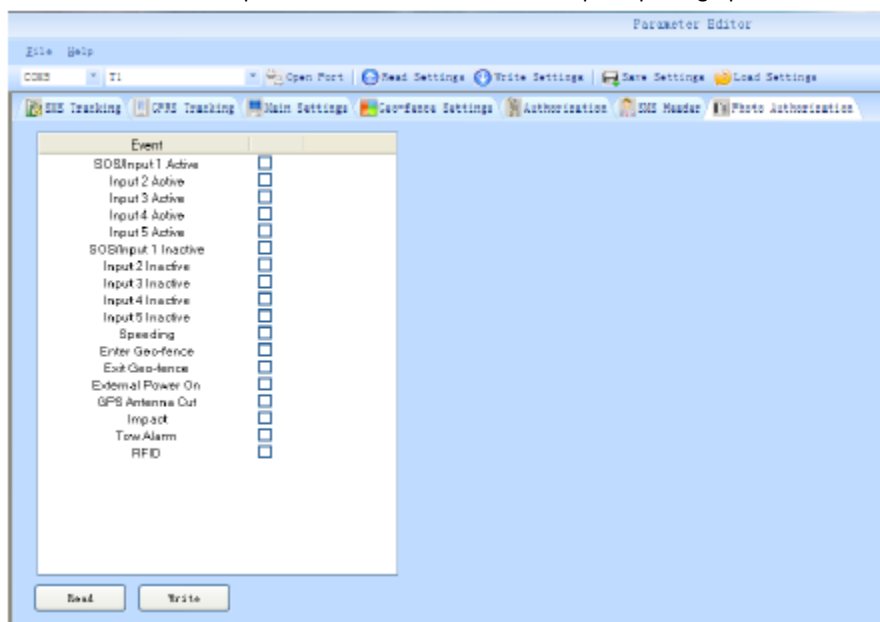 Parameter Editor
File Help
COM3 T1 Open Port Read Settings Write Settings Save Settings Load Settings
SMS Tracking GPRS Tracking Main Settings Geo-fence Settings Authorization SMS Header Photo Authorization
Event
SOS/Input 1 Active
Input 2 Active
Input 3 Active
Input 4 Active
Input 5 Active
SOS/Input 1 Inactive
Input 2 Inactive
Input 3 Inactive
Input 4 Inactive
Input 5 Inactive
Speeding
Enter Geo-fence
Exit Geo-fence
External Power On
GPS Antenna Cut
Impact
Tow Alarm
RFID
Read Write